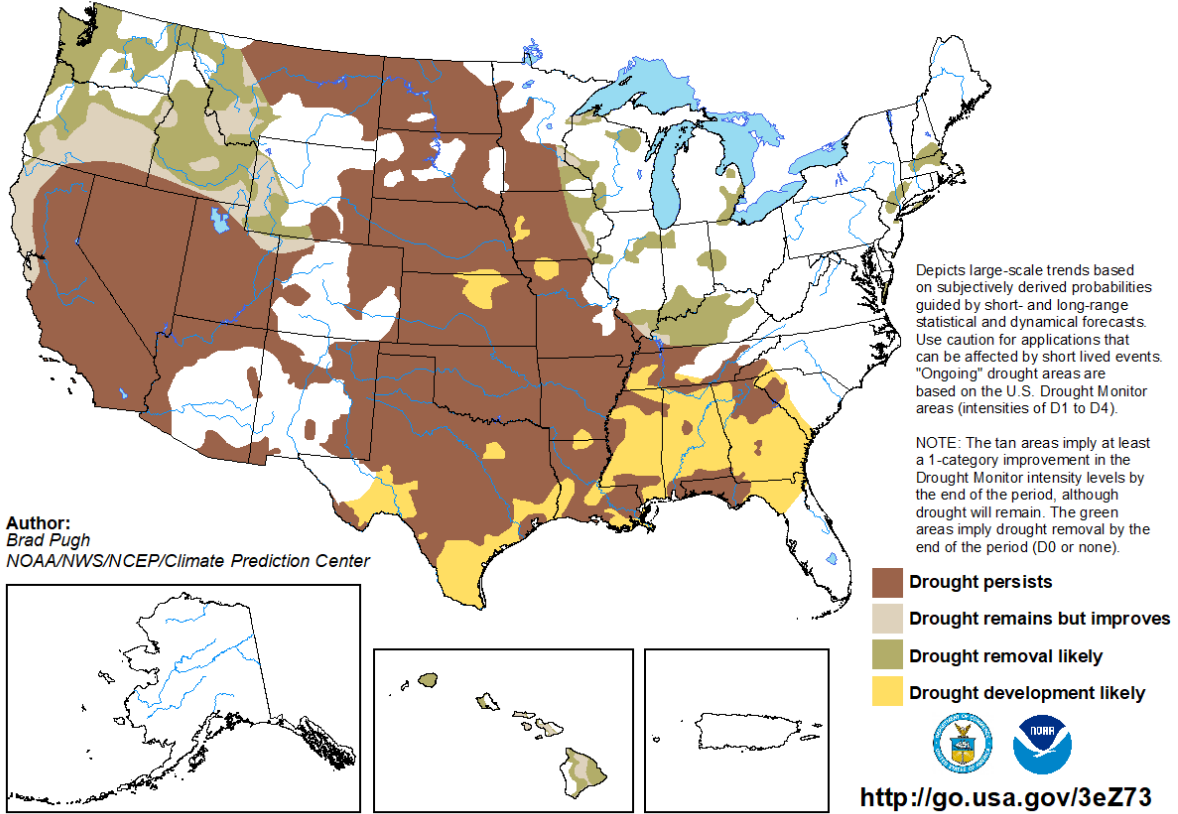 Depicts large-scale trends based
on subjectively derived probabilities
guided by short- and long-range
statistical and dynamical forecasts.
Use caution for applications that
can be affected by short lived events.
"Ongoing" drought areas are
based on the U.S. Drought Monitor
areas (intensities of D1 to D4).
NOTE: The tan areas imply at least
a 1-category improvement in the
Drought Monitor intensity levels by
the end of the period, although
drought will remain. The green
areas imply drought removal by the
end of the period (D0 or none).
Author:
Brad Pugh
NOAA/NWS/NCEP/Climate Prediction Center
Drought persists
Drought remains but improves
Drought removal likely
Drought development likely
NOAA
http://go.usa.gov/3eZ73